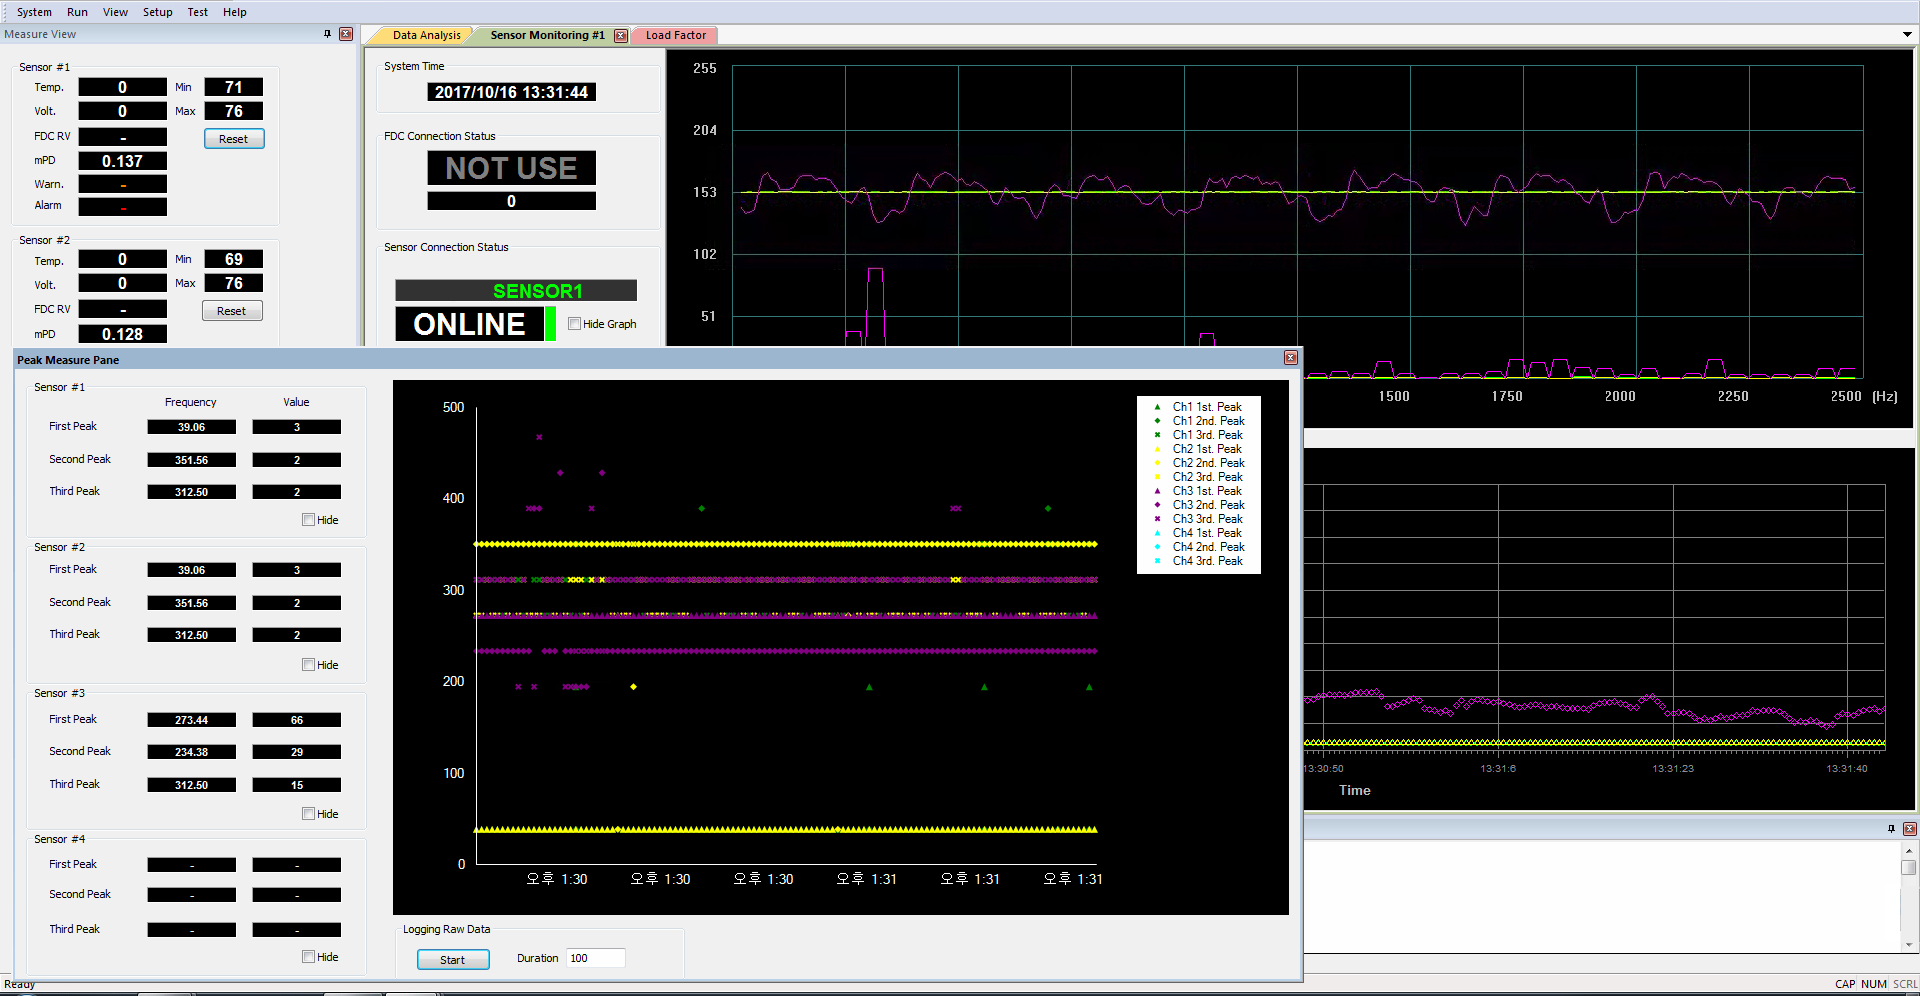 System Run View Setup Test Help
Measure View
Data Analysis Sensor Monitoring #1 Load Factor
Sensor #1
Temp. 0 Min 71
Volt. 0 Max 76
FDC RV - Reset
mPD 0.137
Warn. -
Alarm -
Sensor #2
Temp. 0 Min 69
Volt. 0 Max 76
FDC RV - Reset
mPD 0.128
System Time
2017/10/16 13:31:44
FDC Connection Status
NOT USE
0
Sensor Connection Status
SENSOR1
ONLINE Hide Graph
255
204
153
102
51
1500 1750 2000 2250 2500 (Hz)
Peak Measure Pane
Sensor #1
Frequency Value
First Peak 39.06 3
Second Peak 351.56 2
Third Peak 312.50 2
Hide
Sensor #2
First Peak 39.06 3
Second Peak 351.56 2
Third Peak 312.50 2
Hide
Sensor #3
First Peak 273.44 66
Second Peak 234.38 29
Third Peak 312.50 15
Hide
Sensor #4
First Peak - -
Second Peak - -
Third Peak - -
Hide
500
400
300
200
100
0
오후 1:30 오후 1:30 오후 1:30 오후 1:31 오후 1:31 오후 1:31
Ch1 1st. Peak
Ch1 2nd. Peak
Ch1 3rd. Peak
Ch2 1st. Peak
Ch2 2nd. Peak
Ch2 3rd. Peak
Ch3 1st. Peak
Ch3 2nd. Peak
Ch3 3rd. Peak
Ch4 1st. Peak
Ch4 2nd. Peak
Ch4 3rd. Peak
Logging Raw Data
Start Duration 100
13:30:50 13:31:6 13:31:23 13:31:40
Time
Ready CAP NUM SCRL